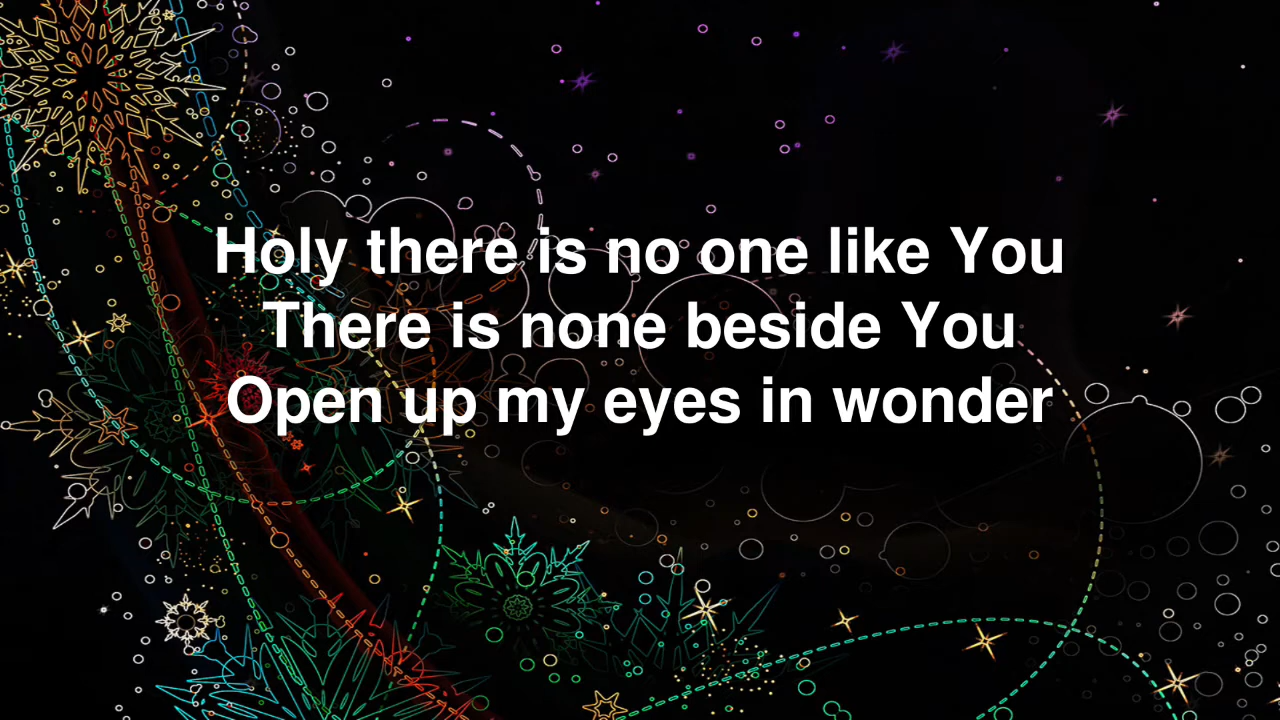 Holy there is no one like You
There is none beside You
Open up my eyes in wonder